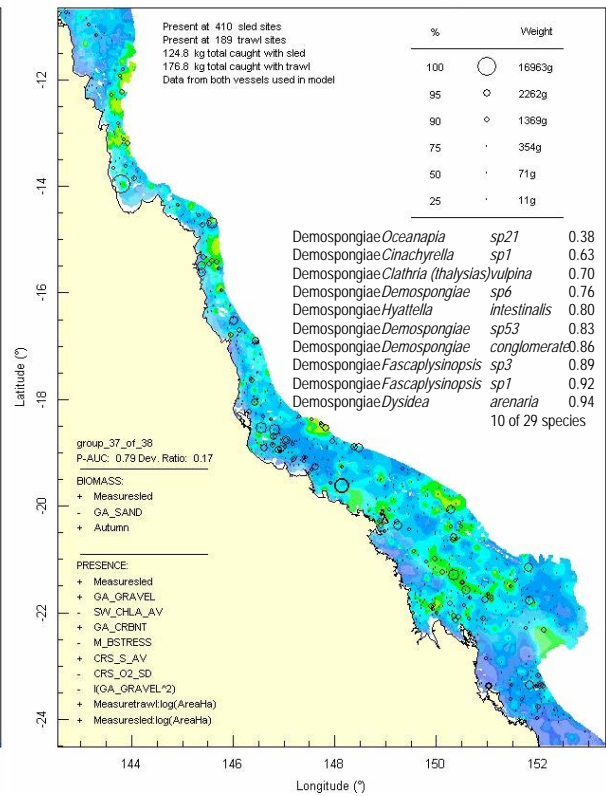 Present at 410 sled sites
Present at 189 trawl sites
124.8 kg total caught with sled
176.8 kg total caught with trawl
Data from both vessels used in model
% Weight
100 16963g
95 2262g
90 1369g
75 354g
50 71g
25 11g
Demospongiae Oceanapia sp21 0.38
Demospongiae Cinachyrella sp1 0.63
Demospongiae Clathria (thalysias) vulpina 0.70
Demospongiae Demospongiae sp6 0.76
Demospongiae Hyattella intestinalis 0.80
Demospongiae Demospongiae sp53 0.83
Demospongiae Demospongiae conglomerate 0.86
Demospongiae Fascaplysinopsis sp3 0.89
Demospongiae Fascaplysinopsis sp1 0.92
Demospongiae Dysidea arenaria 0.94
10 of 29 species
group_37_of_38
P-AUC: 0.79 Dev. Ratio: 0.17
BIOMASS:
+ Measuresled
- GA_SAND
+ Autumn
PRESENCE:
+ Measuresled
+ GA_GRAVEL
- SW_CHLA_AV
+ GA_CRBNT
- M_BSTRESS
+ CRS_S_AV
- CRS_O2_SD
- I(GA_GRAVEL^2)
+ Measuretrawl:log(AreaHa)
+ Measuresled:log(AreaHa)
Latitude (°)
-12
-14
-16
-18
-20
-22
-24
144 146 148 150 152
Longitude (°)